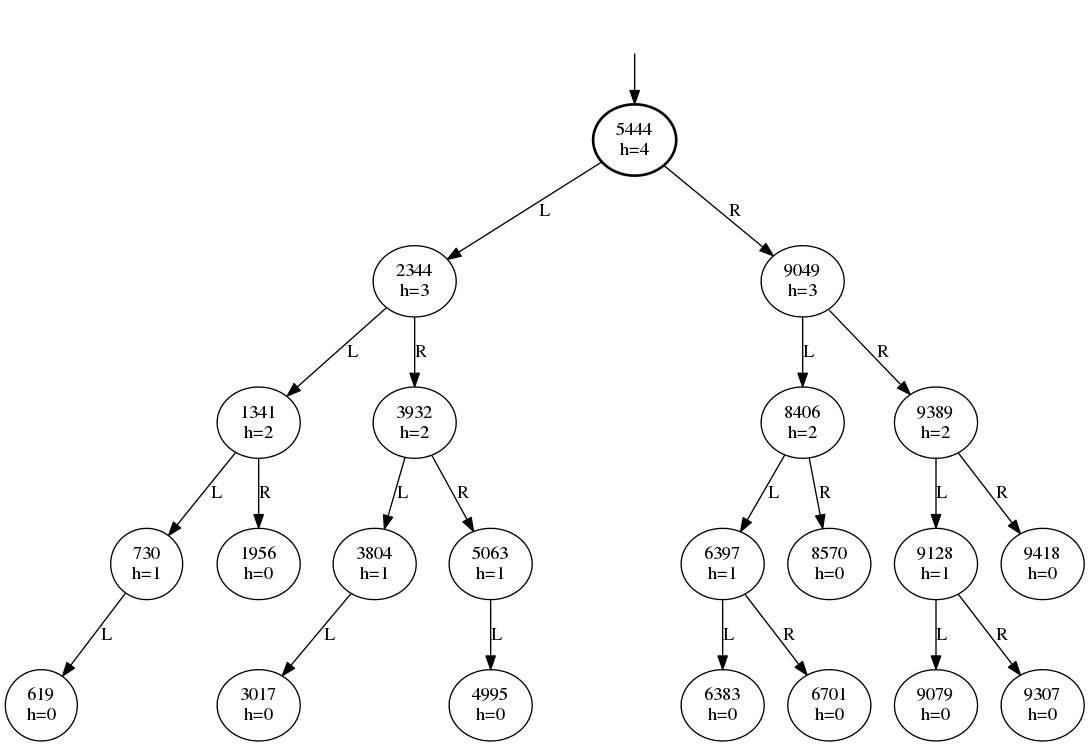 5444
h=4
L
R
2344
h=3
9049
h=3
L
R
L
R
1341
h=2
3932
h=2
8406
h=2
9389
h=2
L
R
L
R
L
R
L
R
730
h=1
1956
h=0
3804
h=1
5063
h=1
6397
h=1
8570
h=0
9128
h=1
9418
h=0
L
L
L
L
R
L
R
619
h=0
3017
h=0
4995
h=0
6383
h=0
6701
h=0
9079
h=0
9307
h=0